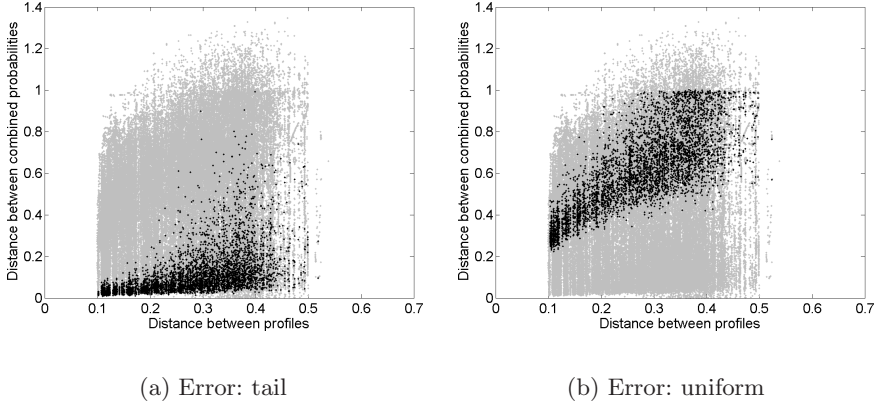 1.4
1.2
1
0.8
0.6
0.4
0.2
0
Distance between combined probabilities
0 0.1 0.2 0.3 0.4 0.5 0.6 0.7
Distance between profiles
(a) Error: tail
1.4
1.2
1
0.8
0.6
0.4
0.2
0
Distance between combined probabilities
0 0.1 0.2 0.3 0.4 0.5 0.6 0.7
Distance between profiles
(b) Error: uniform